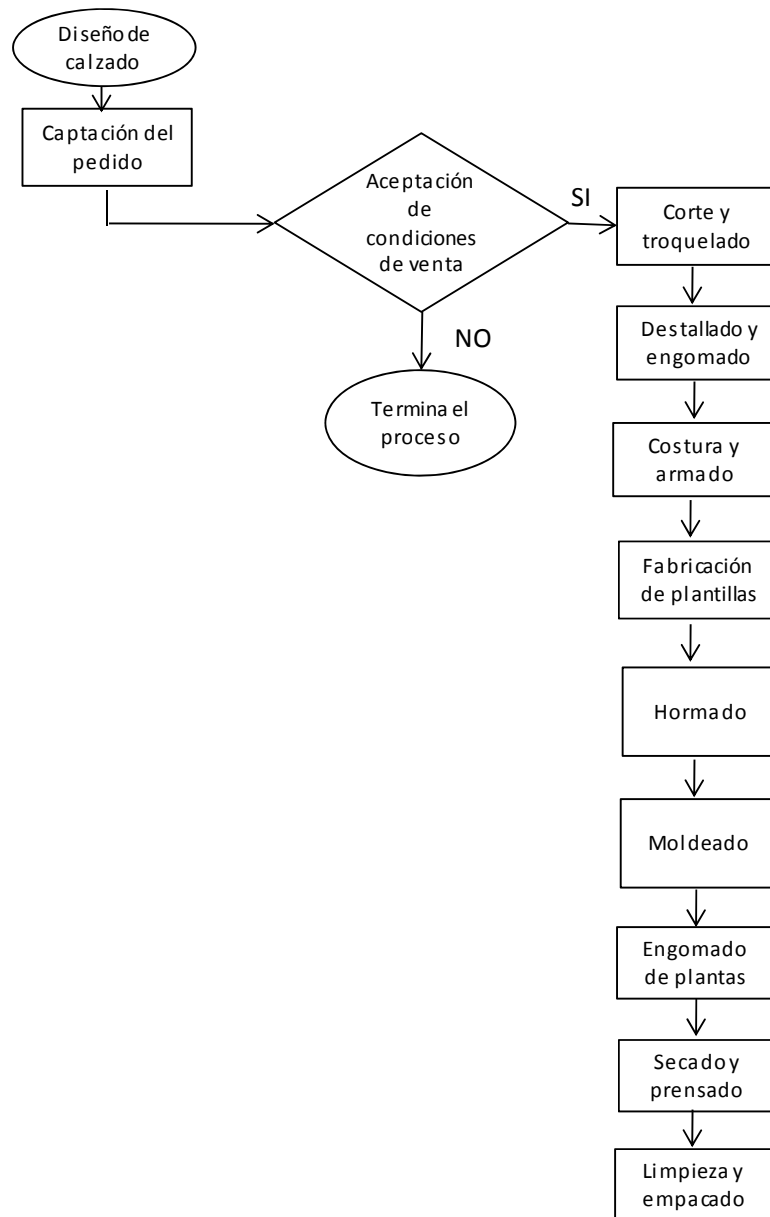 Diseño de
calzado
Captación del
pedido
Aceptación
de
condiciones
de venta
SI
NO
Termina el
proceso
Corte y
troquelado
Destallado y
engomado
Costura y
armado
Fabricación
de plantillas
Hormado
Moldeado
Engomado
de plantas
Secado y
prensado
Limpieza y
empacado